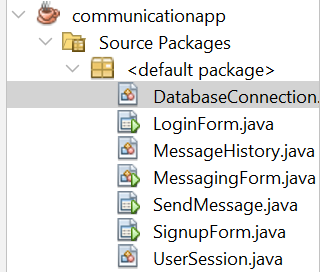 communicationapp
Source Packages
<default package>
DatabaseConnection.
LoginForm.java
MessageHistory.java
MessagingForm.java
SendMessage.java
SignupForm.java
UserSession.java